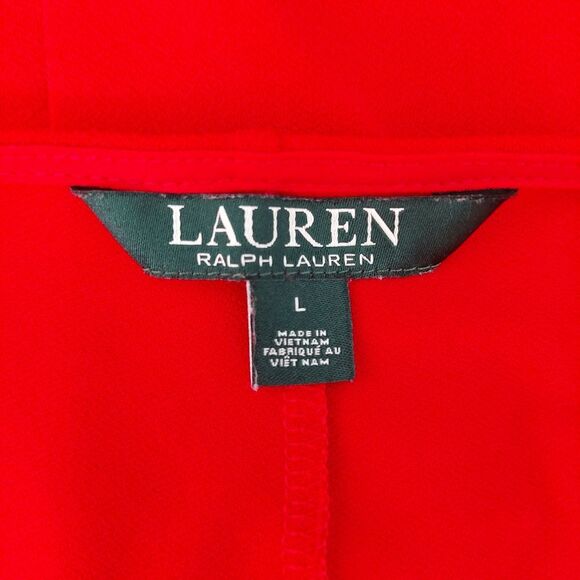 LAUREN
RALPH LAUREN
L
MADE IN
VIETNAM
FABRIQUÉ AU
VIÊT NAM